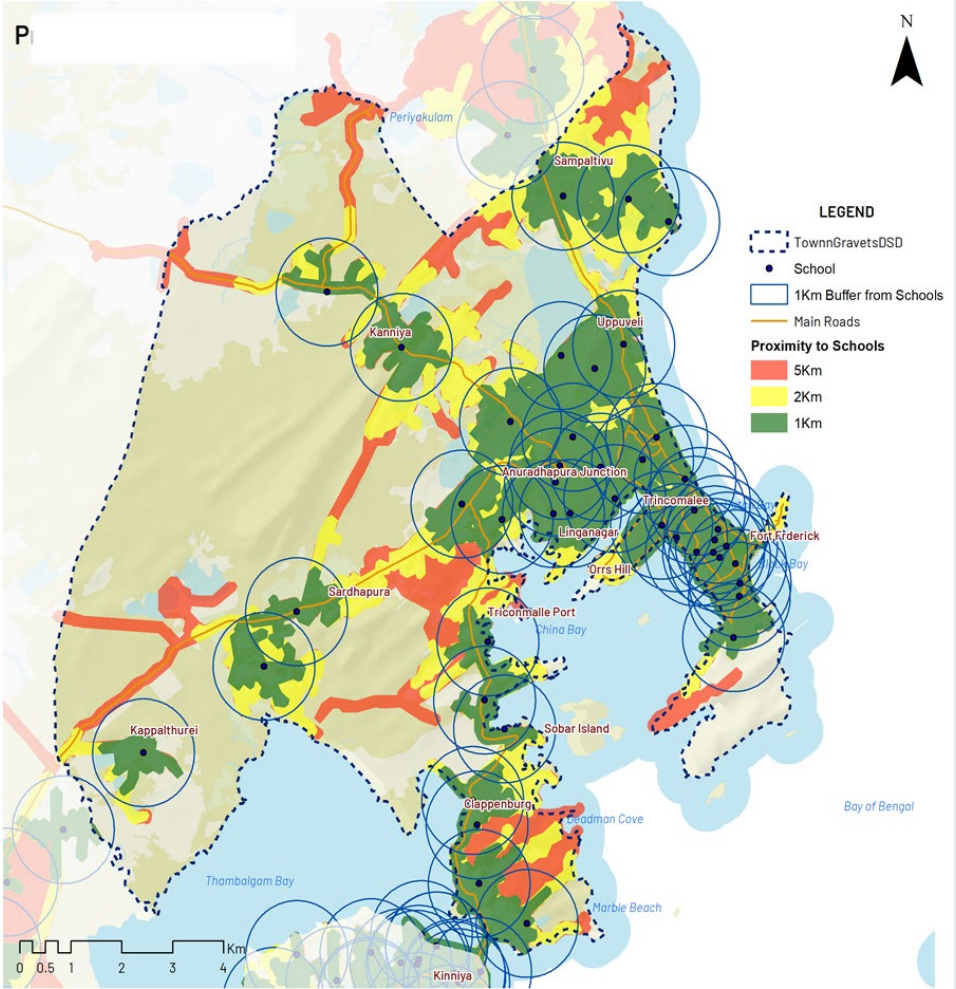 P
N
Periyakulam
Sampaltivu
LEGEND
TownnGravetsDSD
School
1Km Buffer from Schools
Main Roads
Proximity to Schools
5Km
2Km
1Km
Uppuveli
Kanniya
Anuradhapura Junction
Trincomalee
Linganagar
Fort Frderick
Orrs Hill
Sardhapura
Triconmalle Port
China Bay
Kappalthurei
Sobar Island
Clappenburg
Deadman Cove
Bay of Bengal
Thambalgam Bay
Marble Beach
Km
0 0.5 1 2 3 4
Kinniya